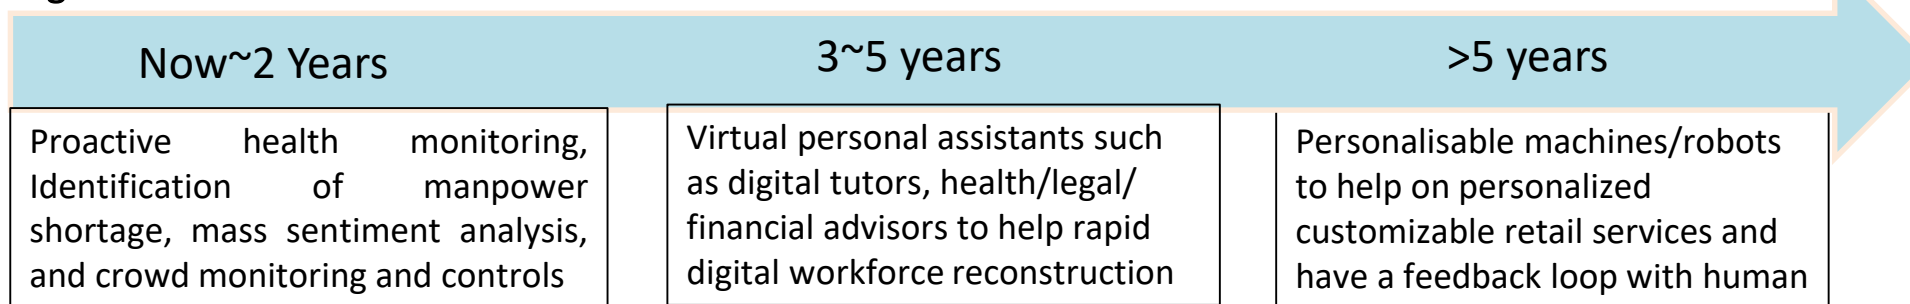 Now~2 Years
3~5 years
>5 years
Proactive health monitoring,
Identification of manpower
shortage, mass sentiment analysis,
and crowd monitoring and controls
Virtual personal assistants such
as digital tutors, health/legal/
financial advisors to help rapid
digital workforce reconstruction
Personalisable machines/robots
to help on personalized
customizable retail services and
have a feedback loop with human